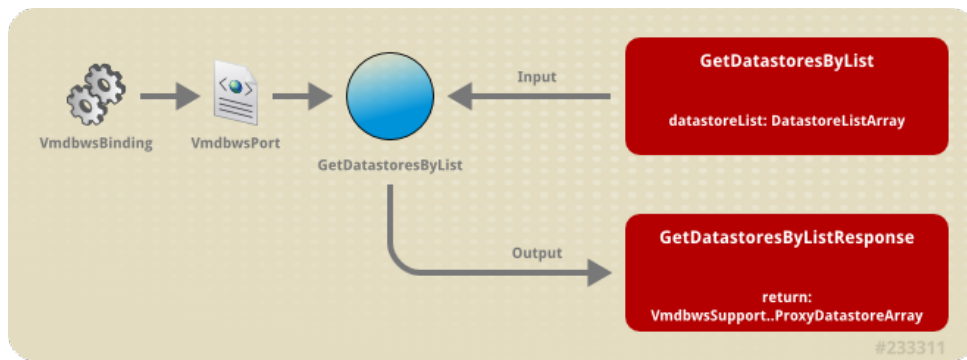 VmdbwsBinding
VmdbwsPort
GetDatastoresByList
Input
GetDatastoresByList
datastoreList: DatastoreListArray
Output
GetDatastoresByListResponse
return:
VmdbwsSupport..ProxyDatastoreArray
#233311